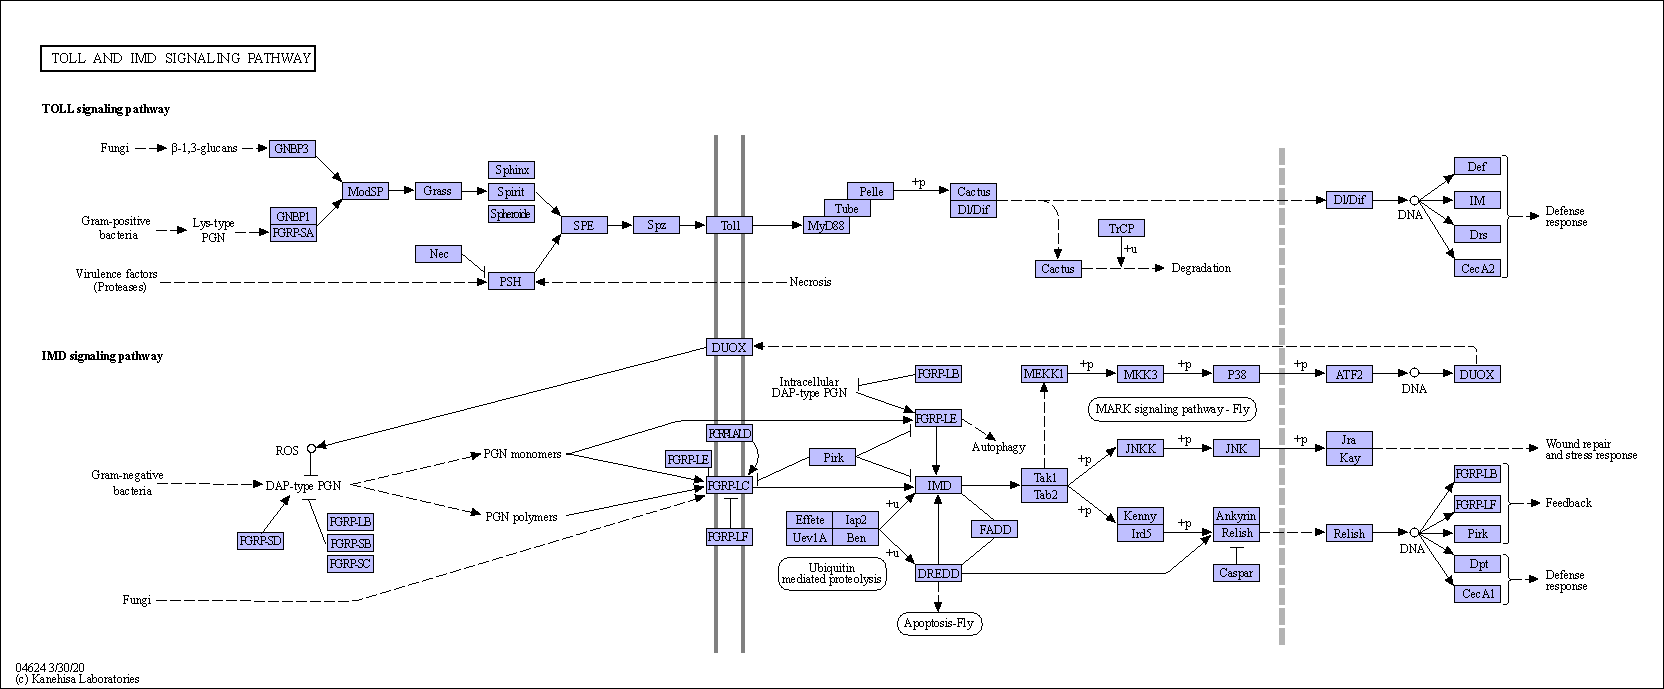 TOLL AND IMD SIGNALING PATHWAY
TOLL signaling pathway
Fungi
β-1,3-glucans
GNBP3
Gram-positive
bacteria
Lys-type
PGN
GNBP1
PGRP-SA
ModSP
Grass
Sphinx
Spirit
Spheroide
Nec
PSH
Virulence factors
(Proteases)
Necrosis
SPE
Spz
Toll
MyD88
Tube
Pelle
+p
Cactus
Dl/Dif
Cactus
TrCP
+u
Degradation
Dl/Dif
DNA
Def
IM
Drs
CecA2
Defense
response
IMD signaling pathway
DUOX
Intracellular
DAP-type PGN
PGRP-LB
PGRP-LE
Autophagy
MEKK1
+p
MKK3
+p
P38
+p
ATF2
DNA
DUOX
MARK signaling pathway - Fly
ROS
Gram-negative
bacteria
DAP-type PGN
PGN monomers
PGN polymers
PGRP-SD
PGRP-LB
PGRP-SB
PGRP-SC
Fungi
PGRP-LE
PGRP-LC
PGRP-LF
Pirk
IMD
Effete
Iap2
Uev1A
Ben
+u
+u
Ubiquitin
mediated proteolysis
FADD
DREDD
Apoptosis-Fly
Tak1
Tab2
+p
+p
JNKK
+p
JNK
+p
Jra
Kay
Wound repair
and stress response
Kenny
Ird5
+p
Ankyrin
Relish
Caspar
Relish
DNA
PGRP-LB
PGRP-LF
Pirk
Dpt
CecA1
Feedback
Defense
response
04624 3/30/20
(c) Kanehisa Laboratories